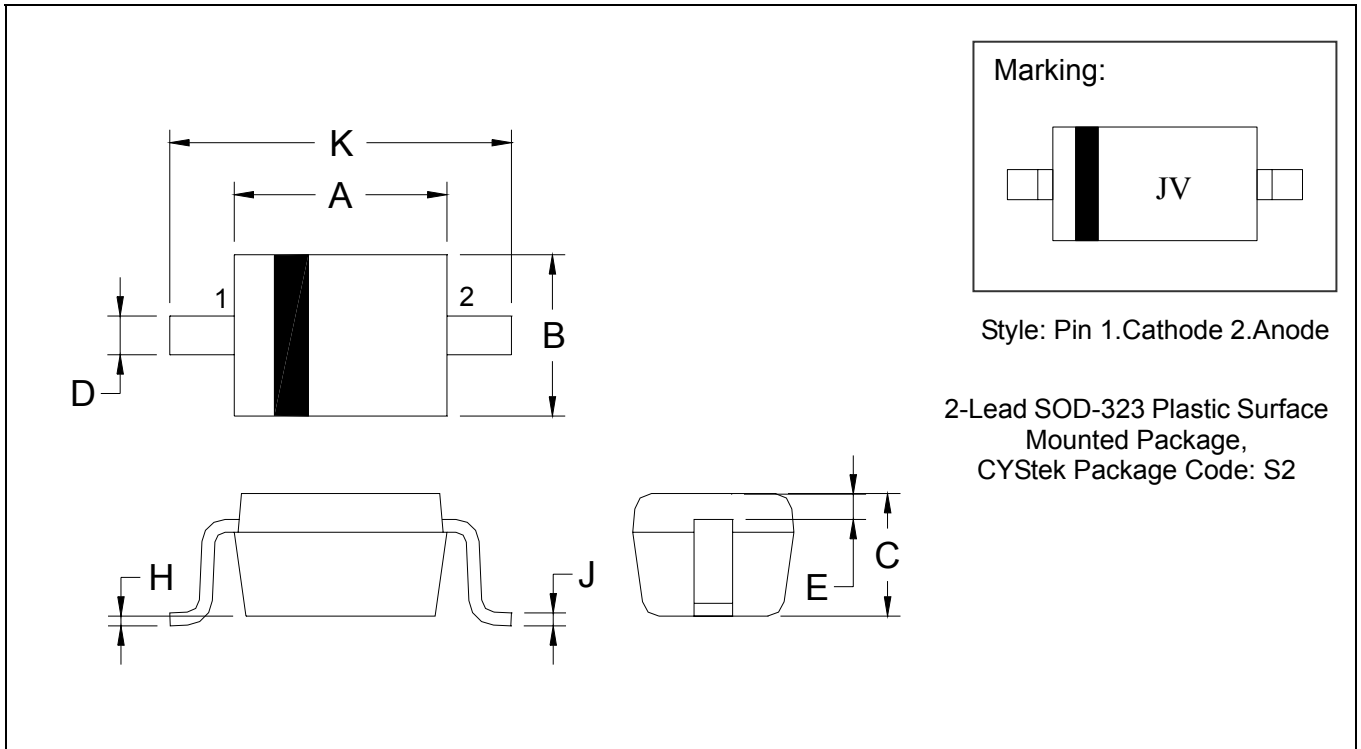 Marking:
JV
Style: Pin 1.Cathode 2.Anode
2-Lead SOD-323 Plastic Surface
Mounted Package,
CYStek Package Code: S2
K
A
1
2
B
D
H
J
E
C